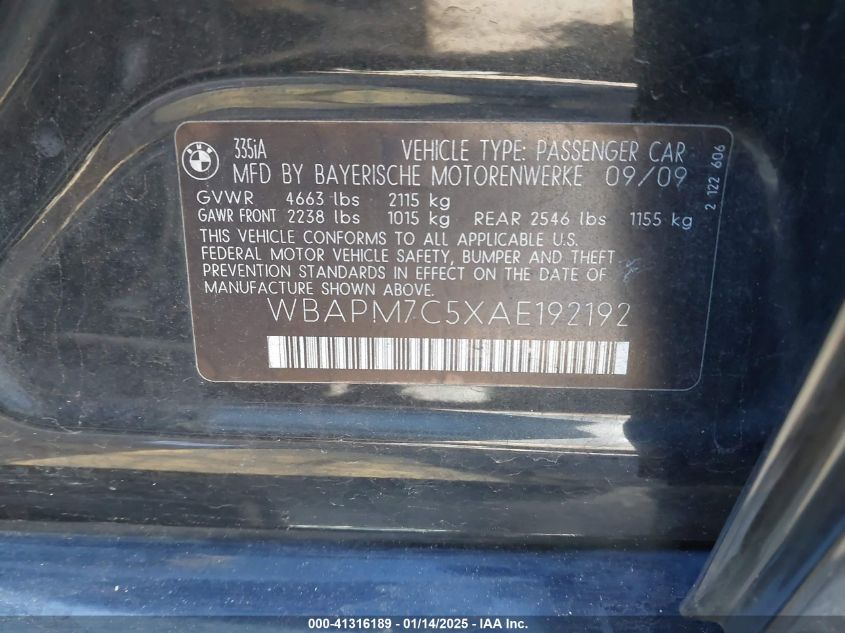 BMW
335iA VEHICLE TYPE: PASSENGER CAR
MFD BY BAYERISCHE MOTORENWERKE 09/09
GVWR 4663 lbs 2115 kg
GAWR FRONT 2238 lbs 1015 kg REAR 2546 lbs 1155 kg
THIS VEHICLE CONFORMS TO ALL APPLICABLE U.S.
FEDERAL MOTOR VEHICLE SAFETY, BUMPER AND THEFT
PREVENTION STANDARDS IN EFFECT ON THE DATE OF
MANUFACTURE SHOWN ABOVE.
WBAPM7C5XAE192192
2 122 606
000-41316189 - 01/14/2025 - IAAI.com